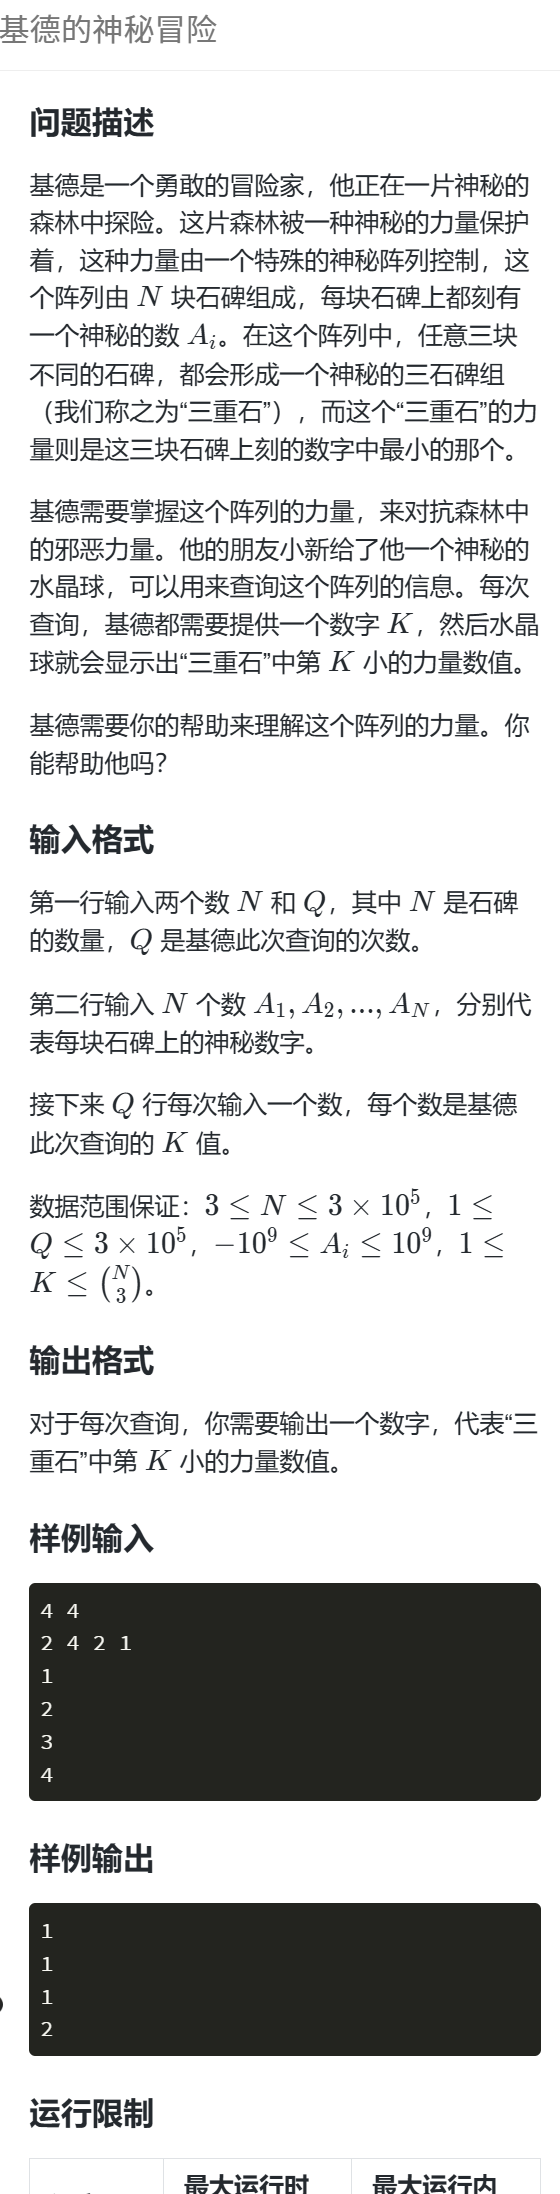 基德的神秘冒险
问题描述
基德是一个勇敢的冒险家，他正在一片神秘的
森林中探险。这片森林被一种神秘的力量保护
着，这种力量由一个特殊的神秘阵列控制，这
个阵列由 N 块石碑组成，每块石碑上都刻有
一个神秘的数 A_i。在这个阵列中，任意三块
不同的石碑，都会形成一个神秘的三石碑组
（我们称之为“三重石”），而这个“三重石”的力
量则是这三块石碑上刻的数字中最小的那个。
基德需要掌握这个阵列的力量，来对抗森林中
的邪恶力量。他的朋友小新给了他一个神秘的
水晶球，可以用来查询这个阵列的信息。每次
查询，基德都需要提供一个数字 K，然后水晶
球就会显示出“三重石”中第 K 小的力量数值。
基德需要你的帮助来理解这个阵列的力量。你
能帮助他吗？
输入格式
第一行输入两个数 N 和 Q，其中 N 是石碑
的数量，Q 是基德此次查询的次数。
第二行输入 N 个数 A_1, A_2, ..., A_N，分别代
表每块石碑上的神秘数字。
接下来 Q 行每次输入一个数，每个数是基德
此次查询的 K 值。
数据范围保证：3 ≤ N ≤ 3 × 10^5，1 ≤
Q ≤ 3 × 10^5，−10^9 ≤ A_i ≤ 10^9，1 ≤
K ≤ \binom{N}{3}。
输出格式
对于每次查询，你需要输出一个数字，代表“三
重石”中第 K 小的力量数值。
样例输入
4 4
2 4 2 1
1
2
3
4
样例输出
1
1
1
2
运行限制
最大运行时 最大运行内